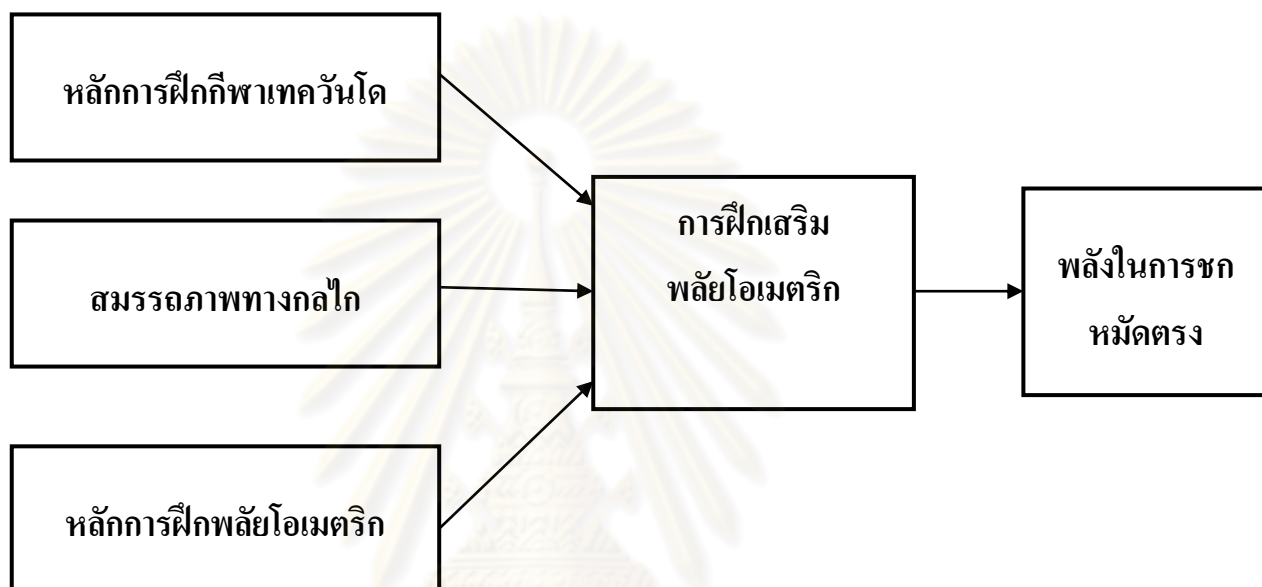 หลักการฝึกกีฬาเทควันโด
สมรรถภาพทางกลไก
หลักการฝึกพลัยโอเมตริก
การฝึกเสริม
พลัยโอเมตริก
พลังในการชก
หมัดตรง